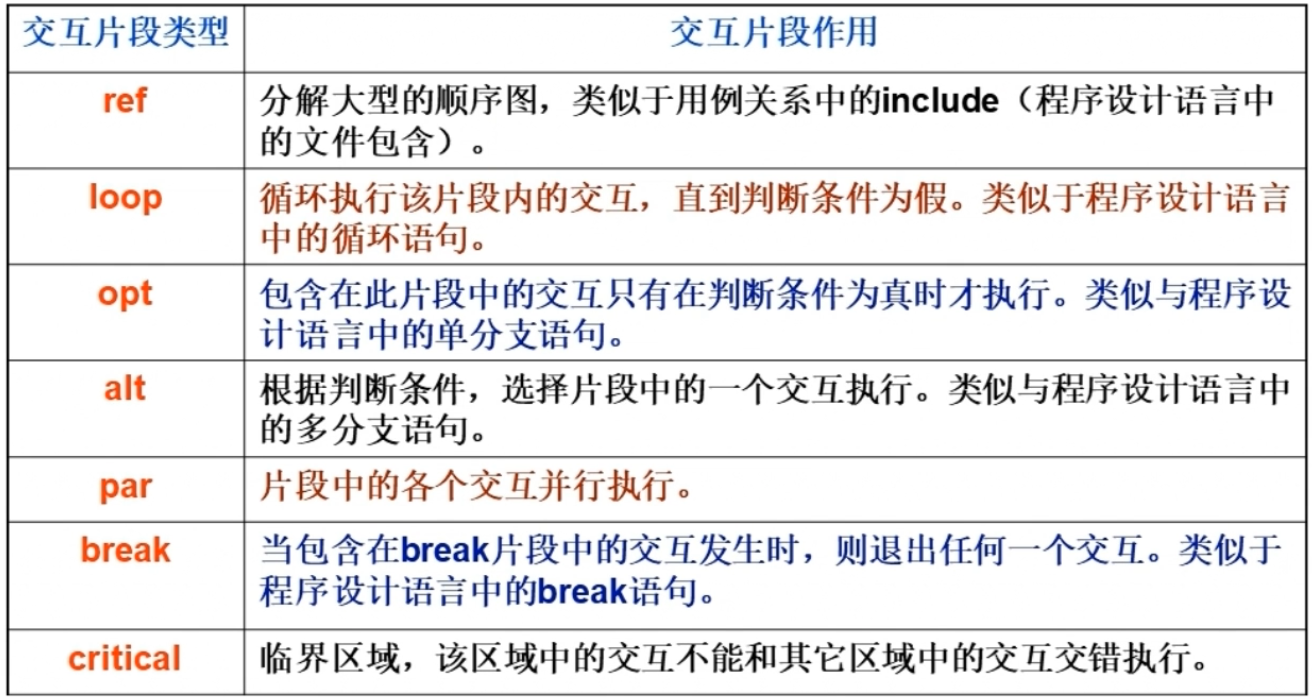 交互片段类型
交互片段作用
ref
分解大型的顺序图，类似于用例关系中的include（程序设计语言中
的文件包含）。
loop
循环执行该片段内的交互，直到判断条件为假。类似于程序设计语言
中的循环语句。
opt
包含在此片段中的交互只有在判断条件为真时才执行。类似与程序设
计语言中的单分支语句。
alt
根据判断条件，选择片段中的一个交互执行。类似与程序设计语言中
的多分支语句。
par
片段中的各个交互并行执行。
break
当包含在break片段中的交互发生时，则退出任何一个交互。类似于
程序设计语言中的break语句。
critical
临界区域，该区域中的交互不能和其它区域中的交互交错执行。